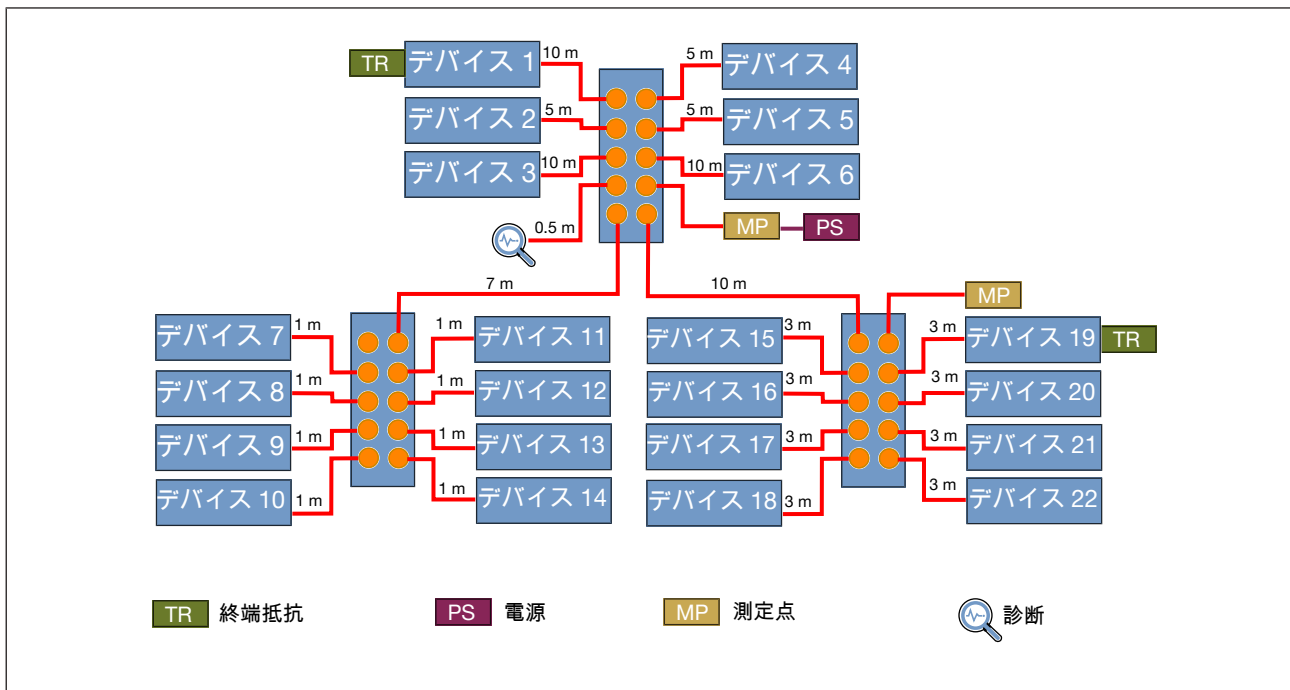 TR デバイス 1 10 m 5 m デバイス 4
デバイス 2 5 m 5 m デバイス 5
デバイス 3 10 m 10 m デバイス 6
0.5 m MP PS
7 m 10 m
MP
デバイス 7 1 m 1 m デバイス 11
デバイス 8 1 m 1 m デバイス 12
デバイス 9 1 m 1 m デバイス 13
デバイス 10 1 m 1 m デバイス 14
デバイス 15 3 m 3 m デバイス 19 TR
デバイス 16 3 m 3 m デバイス 20
デバイス 17 3 m 3 m デバイス 21
デバイス 18 3 m 3 m デバイス 22
TR 終端抵抗 PS 電源 MP 測定点 診断